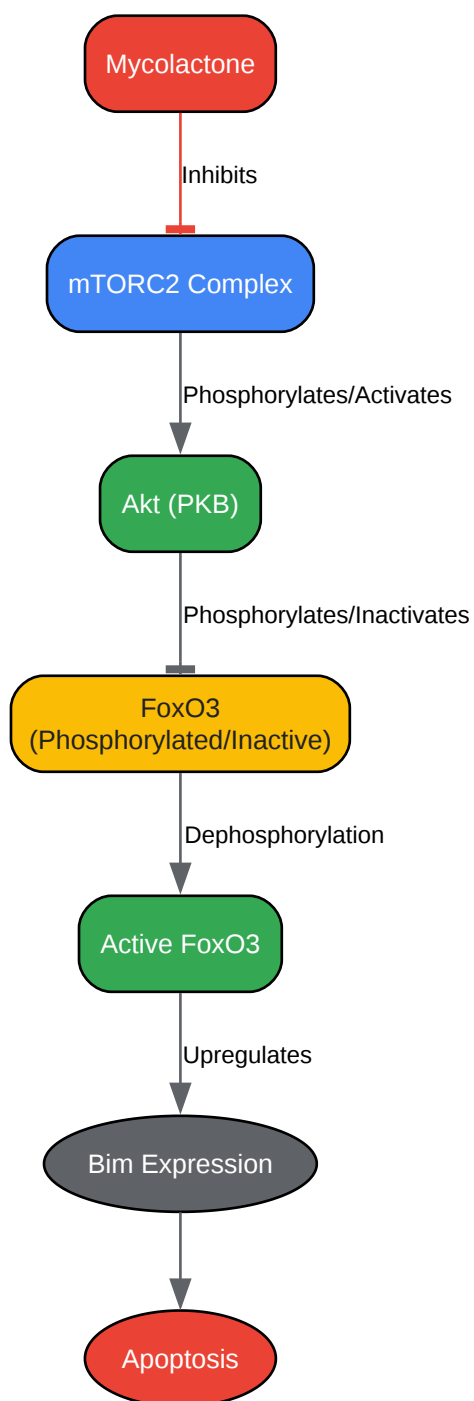 Mycolactone
Inhibits
mTORC2 Complex
Phosphorylates/Activates
Akt (PKB)
Phosphorylates/Inactivates
FoxO3
(Phosphorylated/Inactive)
Dephosphorylation
Active FoxO3
Upregulates
Bim Expression
Apoptosis